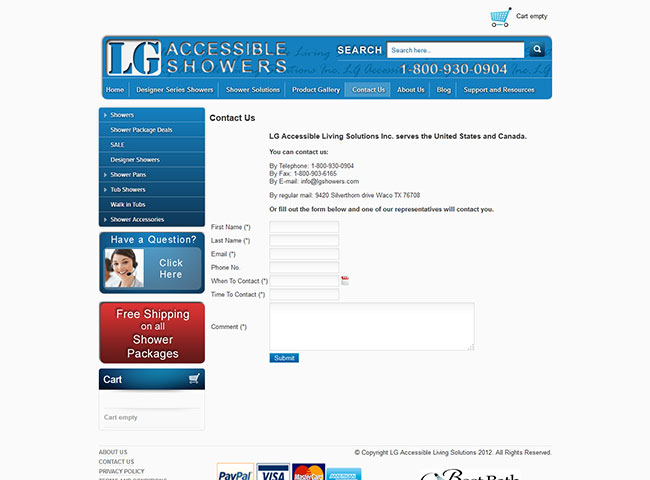 Cart empty
LG ACCESSIBLE SHOWERS
SEARCH Search here..
1-800-930-0904
Home Designer Series Showers Shower Solutions Product Gallery Contact Us About Us Blog Support and Resources
Showers
Shower Package Deals
SALE
Designer Showers
Shower Pans
Tub Showers
Walk in Tubs
Shower Accessories
Have a Question?
Click
Here
Free Shipping
on all
Shower
Packages
Cart
Cart empty
Contact Us
LG Accessible Living Solutions Inc. serves the United States and Canada.
You can contact us:
By Telephone: 1-800-930-0904
By Fax: 1-800-903-6165
By E-mail: info@lgshowers.com
By regular mail: 9420 Silverthorn drive Waco TX 76708
Or fill out the form below and one of our representatives will contact you.
First Name (*)
Last Name (*)
Email (*)
Phone No.
When To Contact (*)
Time To Contact (*)
Comment (*)
Submit
ABOUT US
CONTACT US
PRIVACY POLICY
TERMS AND CONDITIONS
© Copyright LG Accessible Living Solutions 2012. All Rights Reserved.
PayPal VISA MasterCard
Best Bath